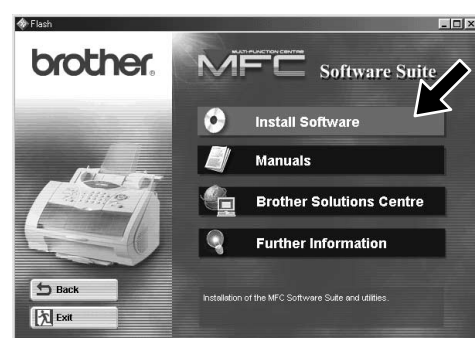 Flash
brother
MULTI-FUNCTION CENTRE
MFC Software Suite
Install Software
Manuals
Brother Solutions Centre
Further Information
Back
Exit
Installation of the MFC Software Suite and utilities.